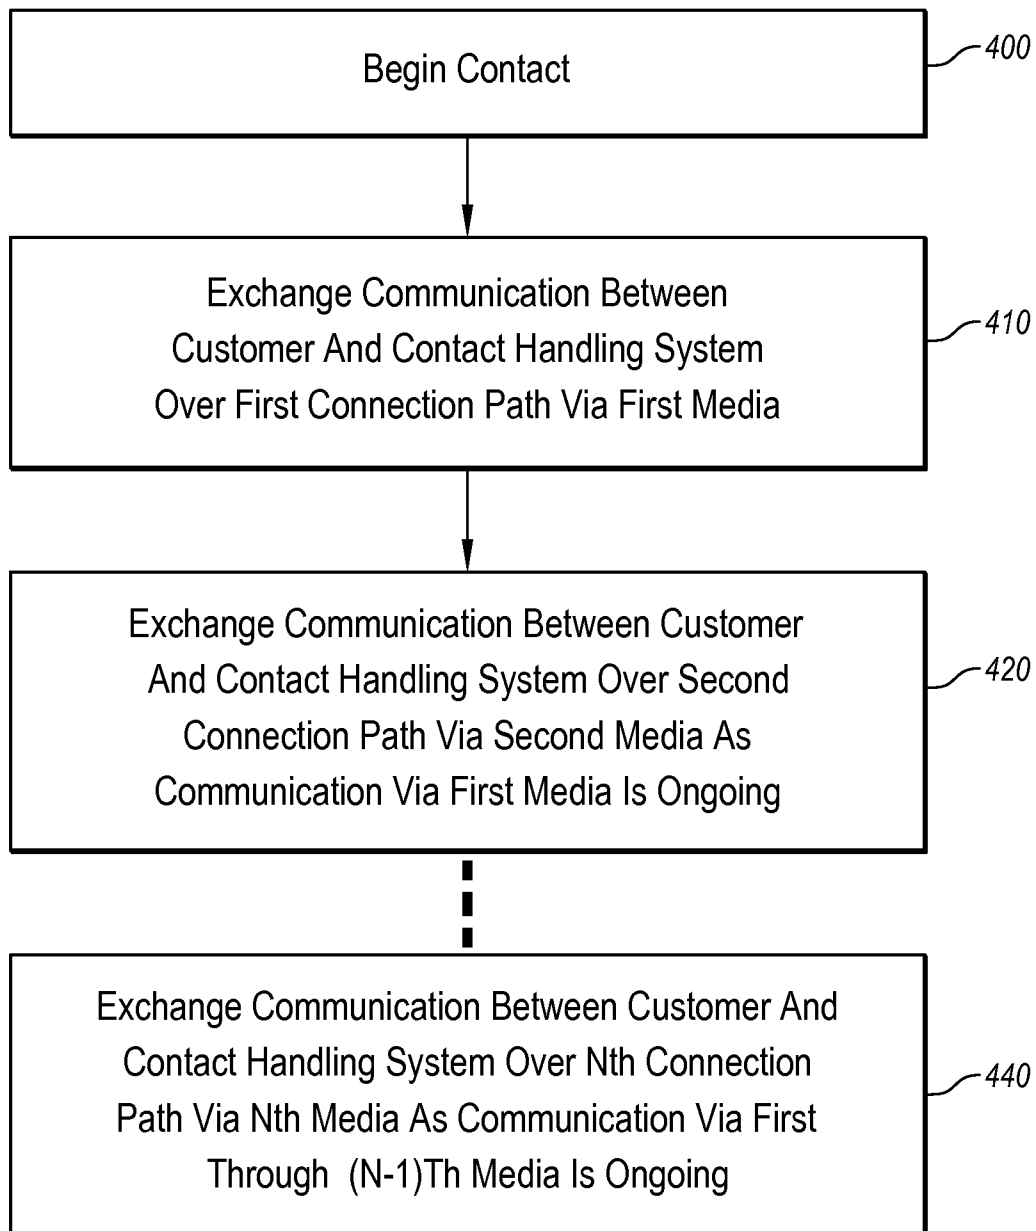 Begin Contact
400
Exchange Communication Between
Customer And Contact Handling System
Over First Connection Path Via First Media
410
Exchange Communication Between Customer
And Contact Handling System Over Second
Connection Path Via Second Media As
Communication Via First Media Is Ongoing
420
Exchange Communication Between Customer And
Contact Handling System Over Nth Connection
Path Via Nth Media As Communication Via First
Through (N-1)Th Media Is Ongoing
440